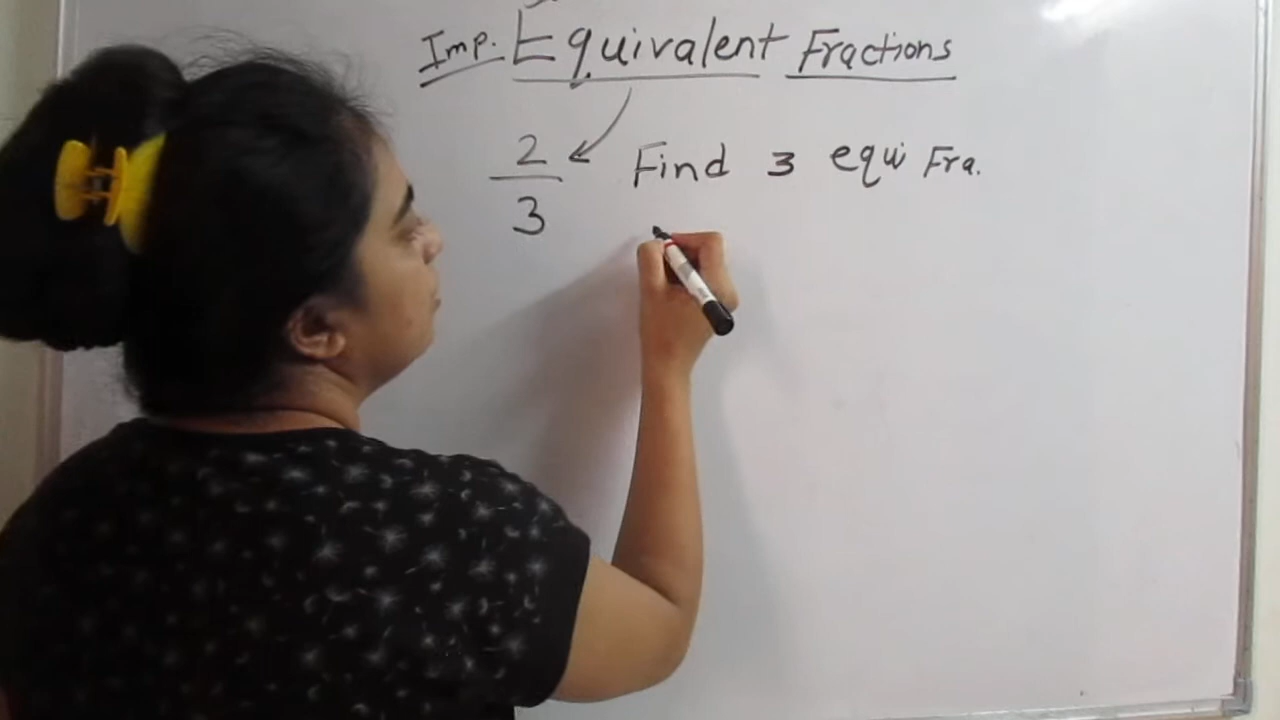 Imp. Equivalent Fractions
2/3 Find 3 equi Fra.